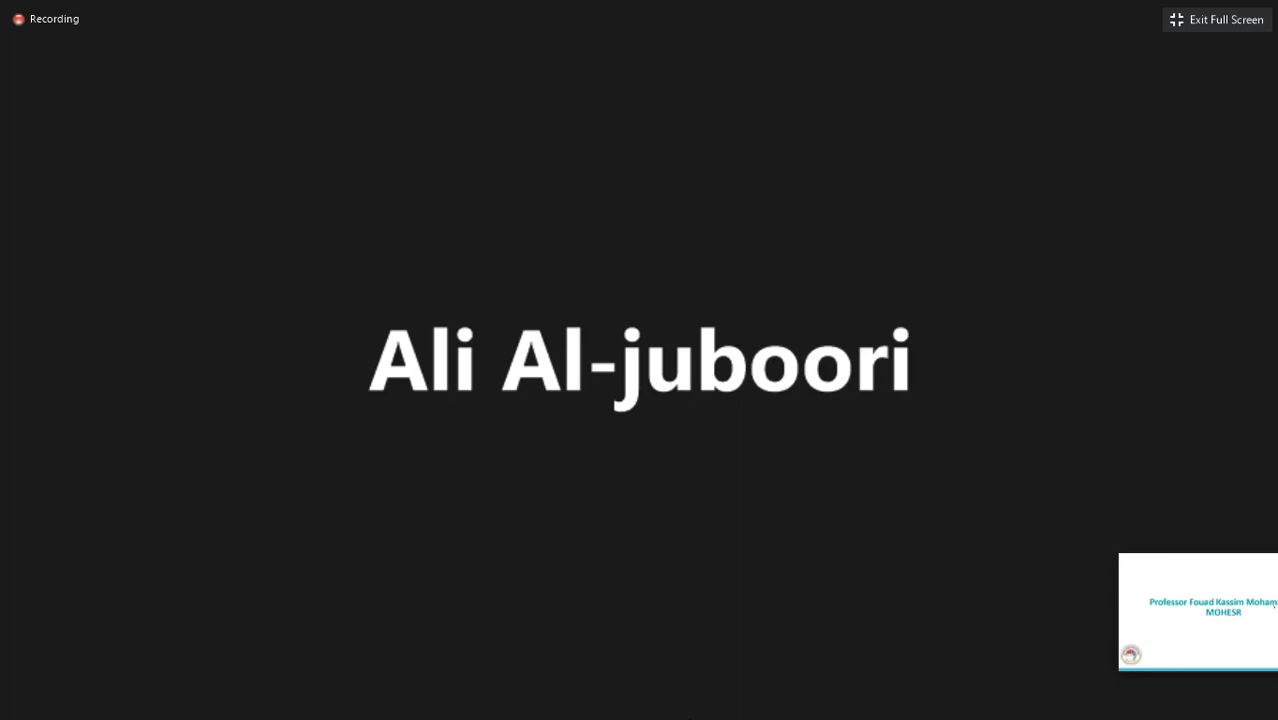 Recording
Exit Full Screen
Ali Al-juboori
Professor Fouad Kassim
MOHESR